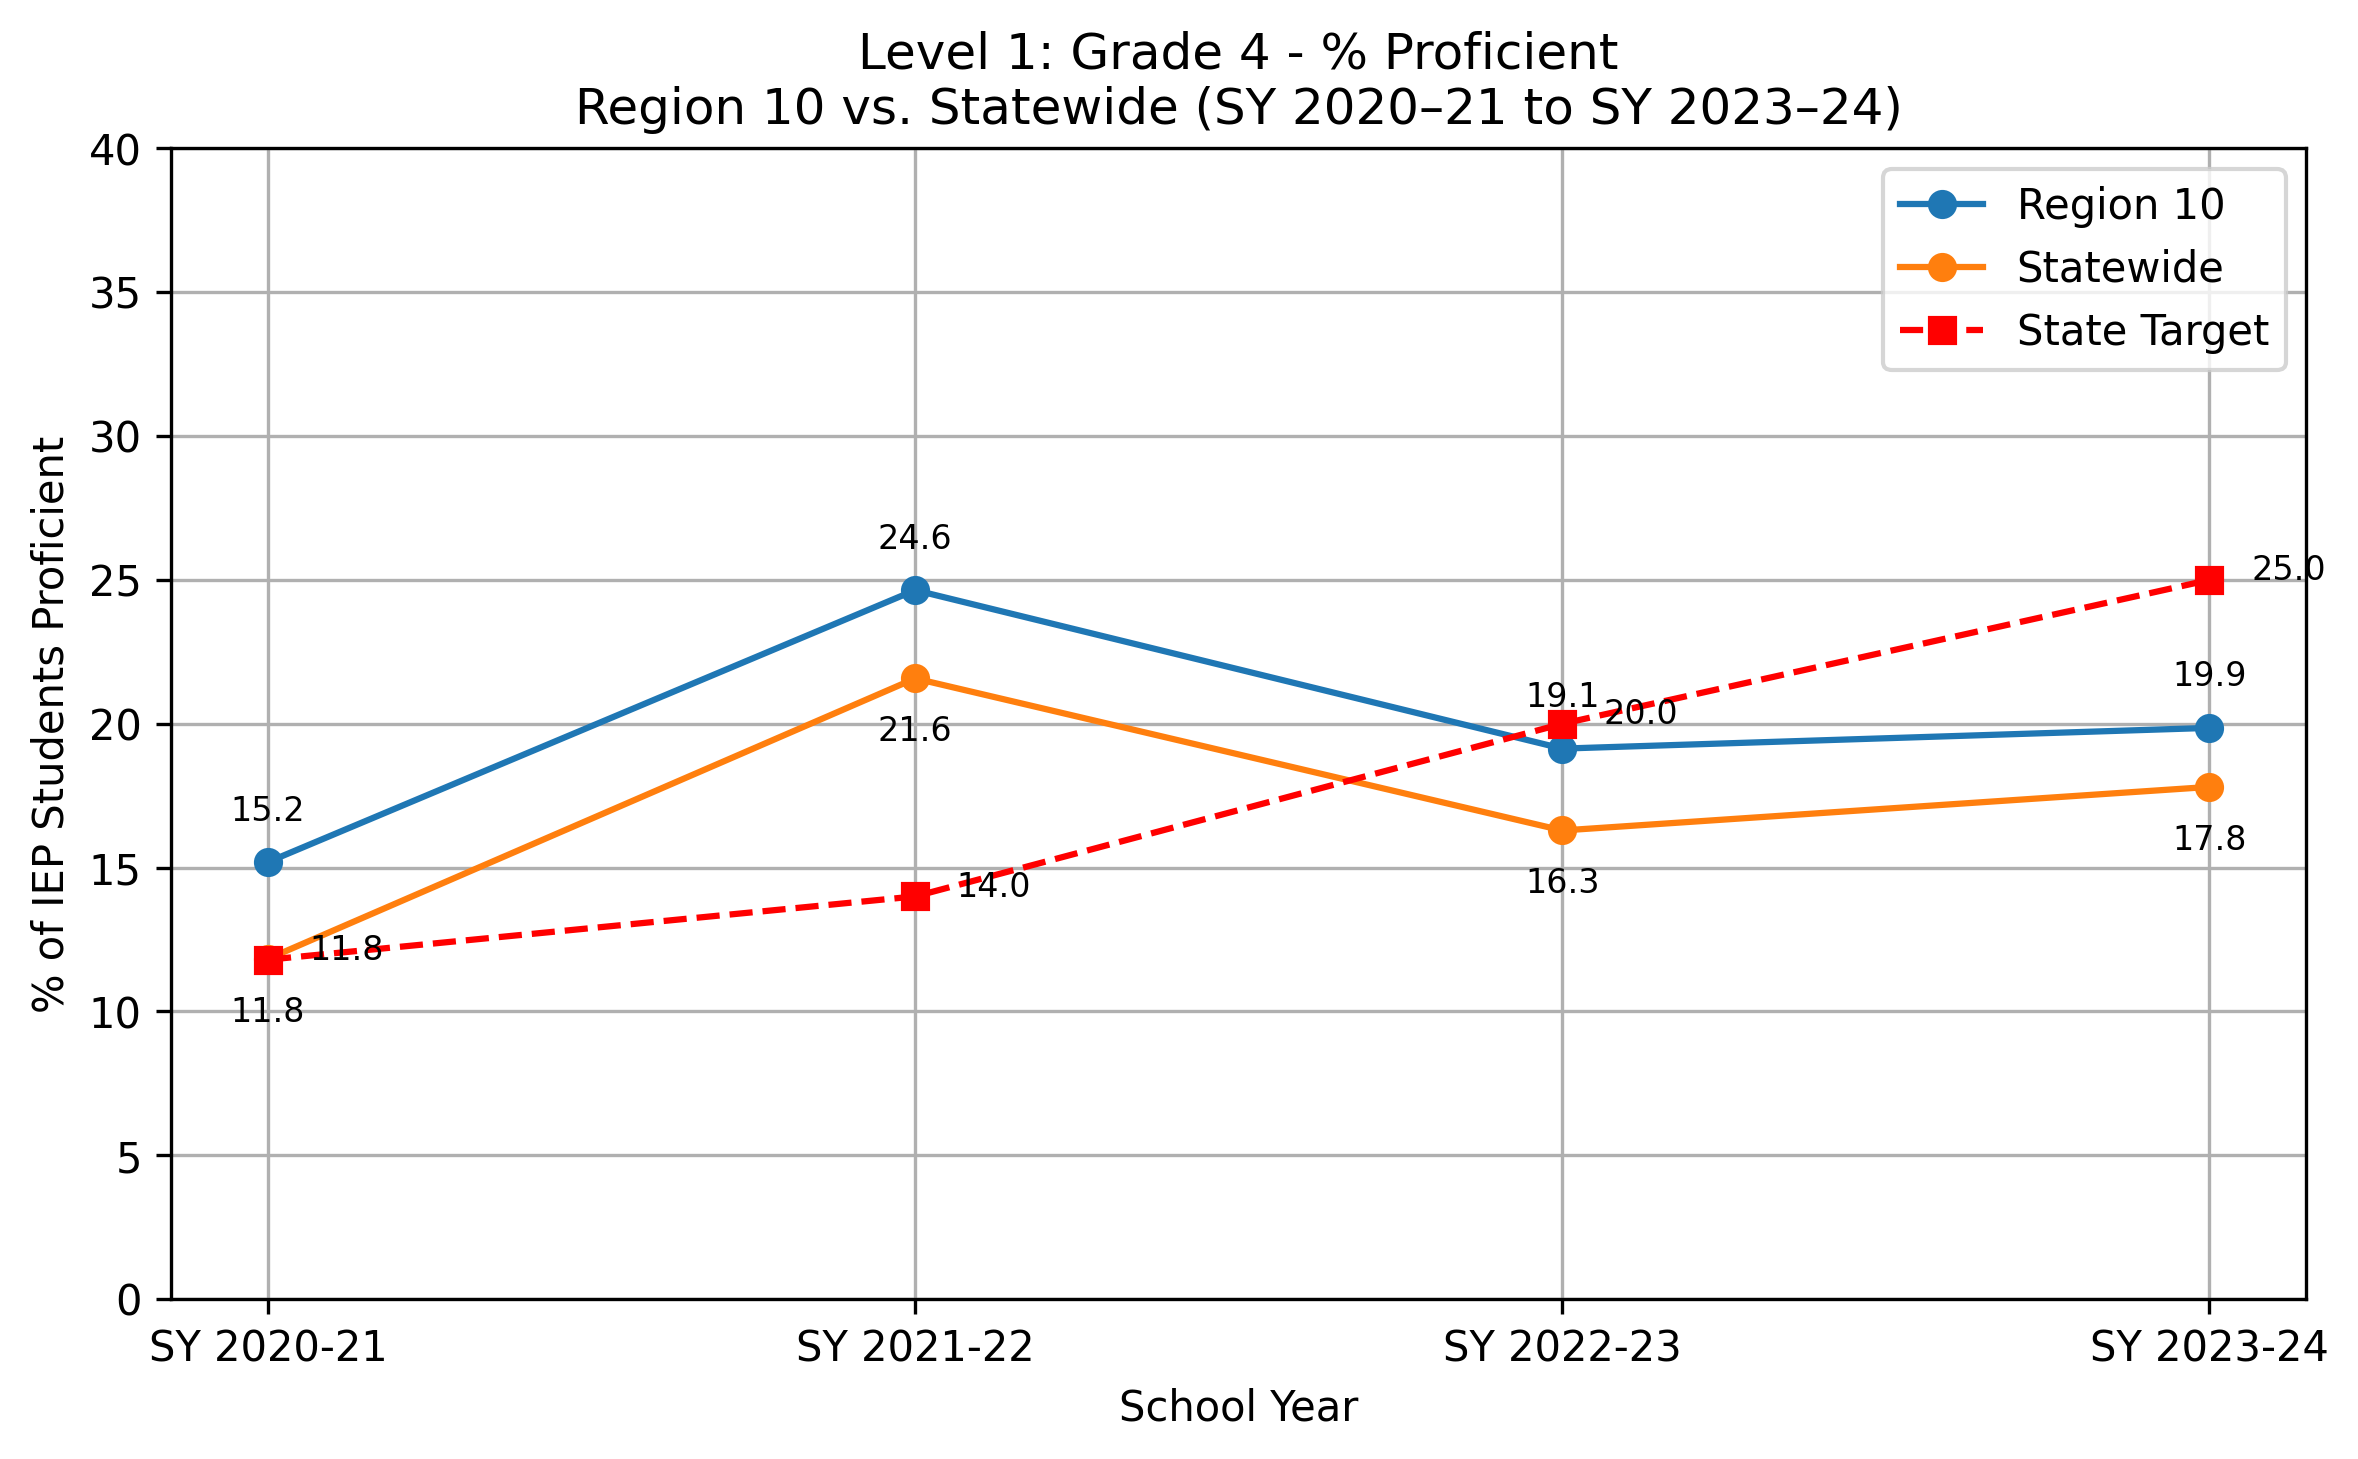 Level 1: Grade 4 - % Proficient
Region 10 vs. Statewide (SY 2020–21 to SY 2023–24)
% of IEP Students Proficient
40
35
30
25
20
15
10
5
0
Region 10
Statewide
State Target
15.2
11.8
11.8
24.6
21.6
14.0
19.1
20.0
16.3
25.0
19.9
17.8
SY 2020-21
SY 2021-22
SY 2022-23
SY 2023-24
School Year